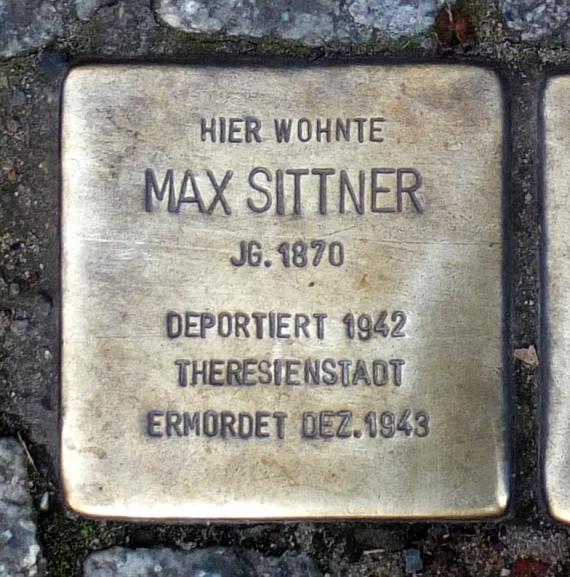 HIER WOHNTE
MAX SITTNER
JG. 1870
DEPORTIERT 1942
THERESIENSTADT
ERMORDET DEZ. 1943